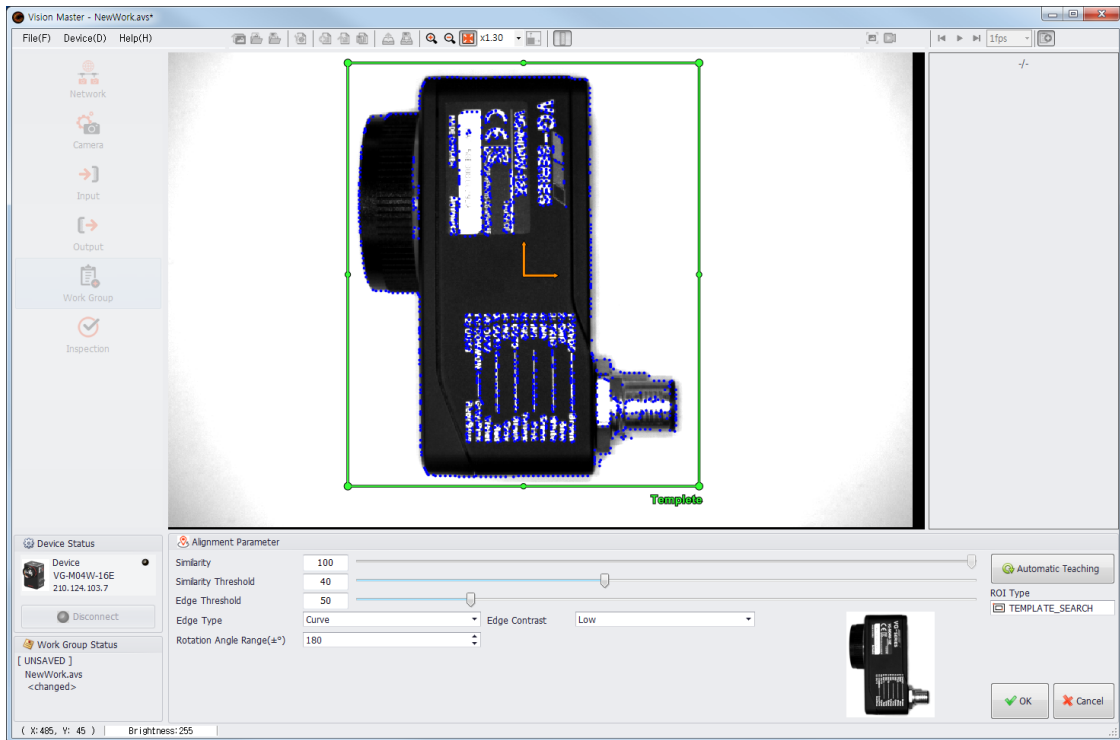 Vision Master - NewWork.avs*
File(F) Device(D) Help(H)
x1.30
1fps
Network
Camera
Input
Output
Work Group
Inspection
-/-
VG-SERIES
CE
Templete
Device Status
Device
VG-M04W-16E
210.124.103.7
Disconnect
Work Group Status
[ UNSAVED ]
NewWork.avs
<changed>
Alignment Parameter
Similarity 100
Similarity Threshold 40
Edge Threshold 50
Edge Type Curve Edge Contrast Low
Rotation Angle Range(±°) 180
Automatic Teaching
ROI Type
TEMPLATE_SEARCH
OK Cancel
( X:485, Y: 45 ) Brightness:255